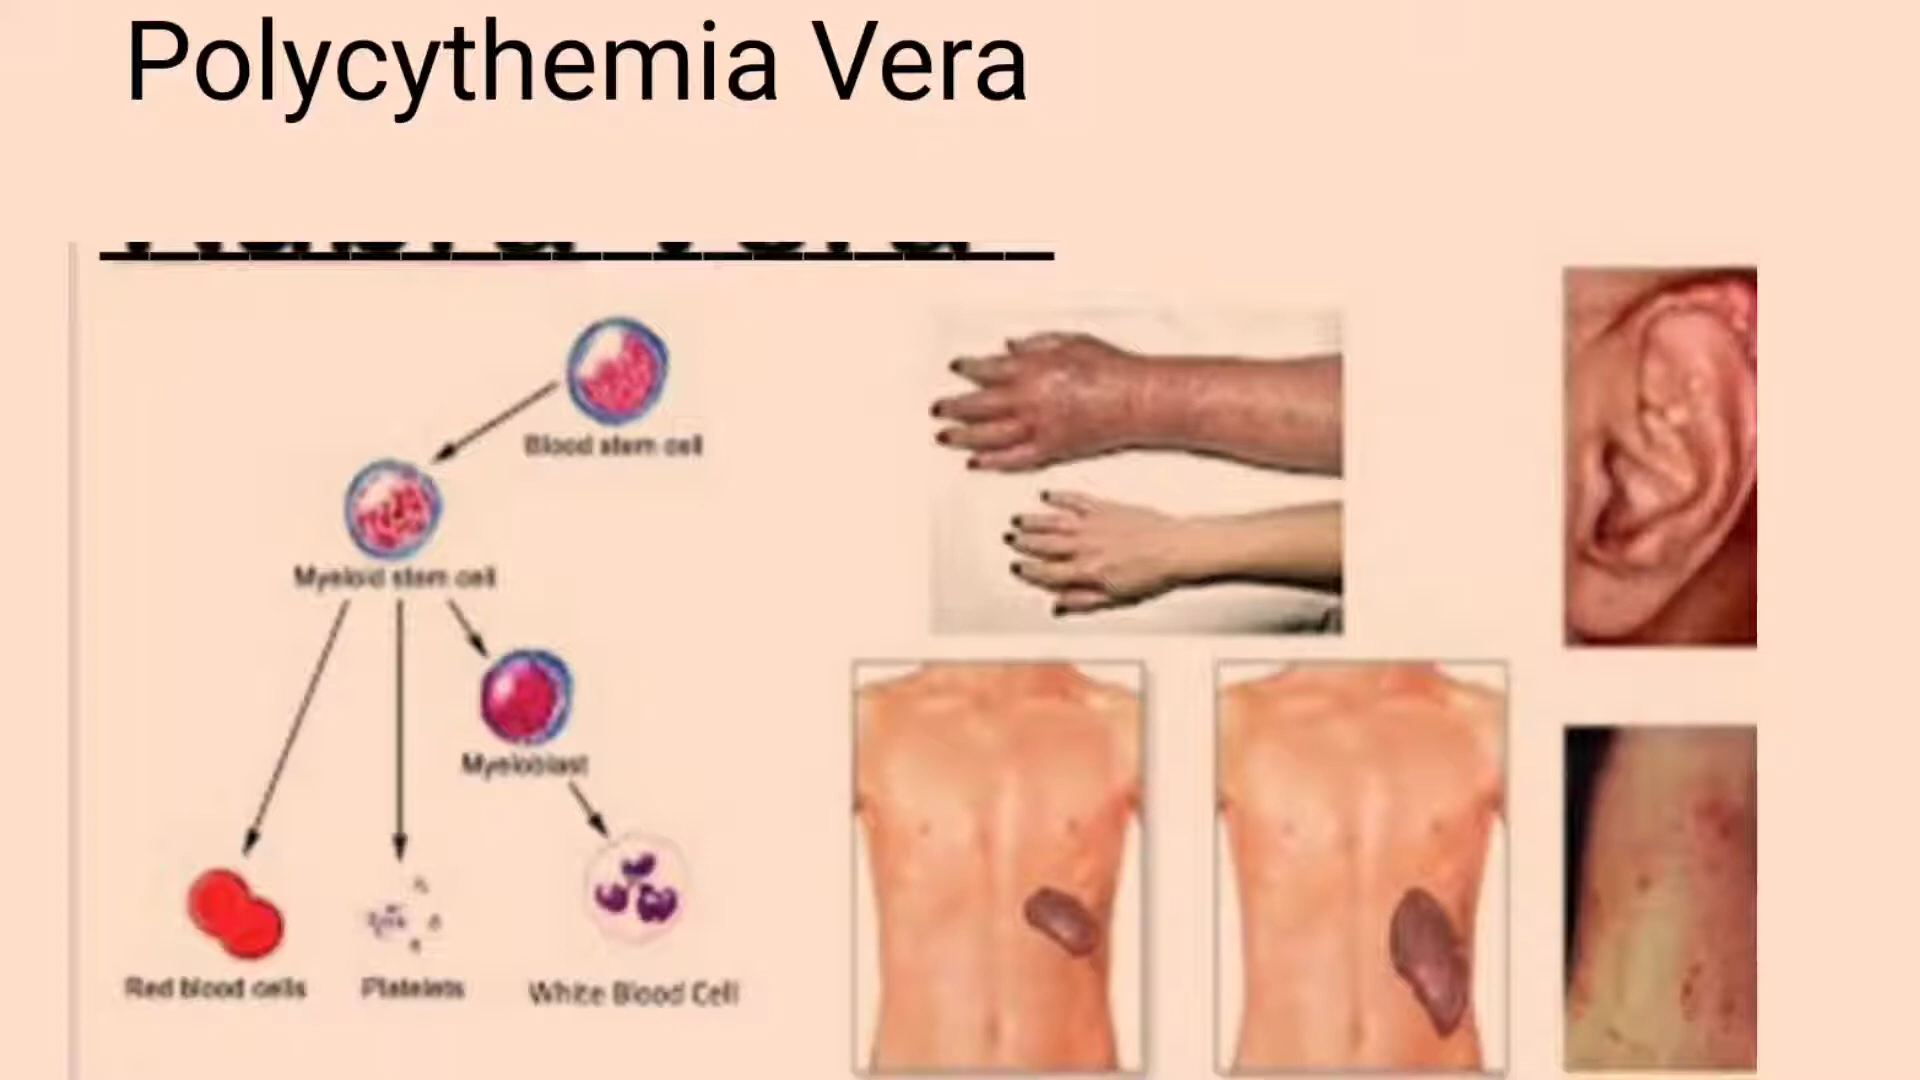 Polycythemia Vera
Blood stem cell
Myeloid stem cell
Myeloblast
Red blood cells
Platelets
White Blood Cell